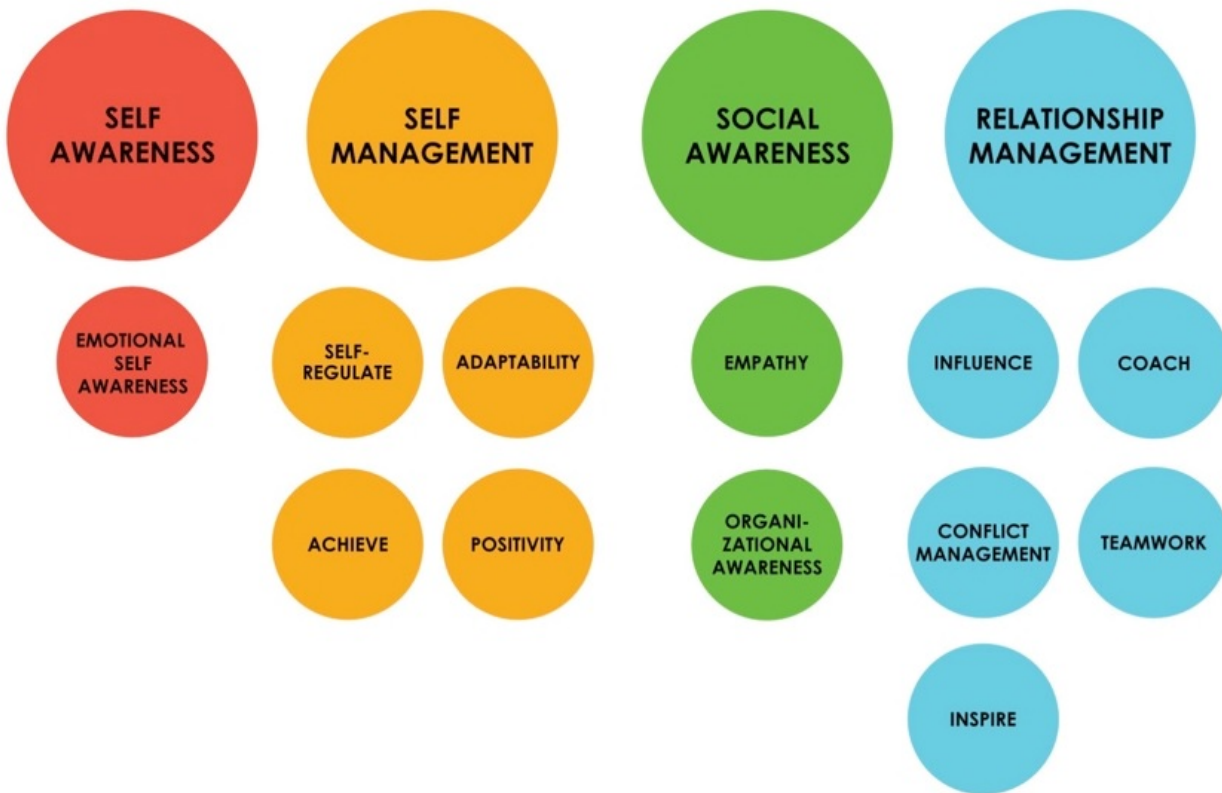 SELF
AWARENESS
SELF
MANAGEMENT
SOCIAL
AWARENESS
RELATIONSHIP
MANAGEMENT
EMOTIONAL
SELF
AWARENESS
SELF-
REGULATE
ADAPTABILITY
EMPATHY
INFLUENCE
COACH
ACHIEVE
POSITIVITY
ORGANI-
ZATIONAL
AWARENESS
CONFLICT
MANAGEMENT
TEAMWORK
INSPIRE